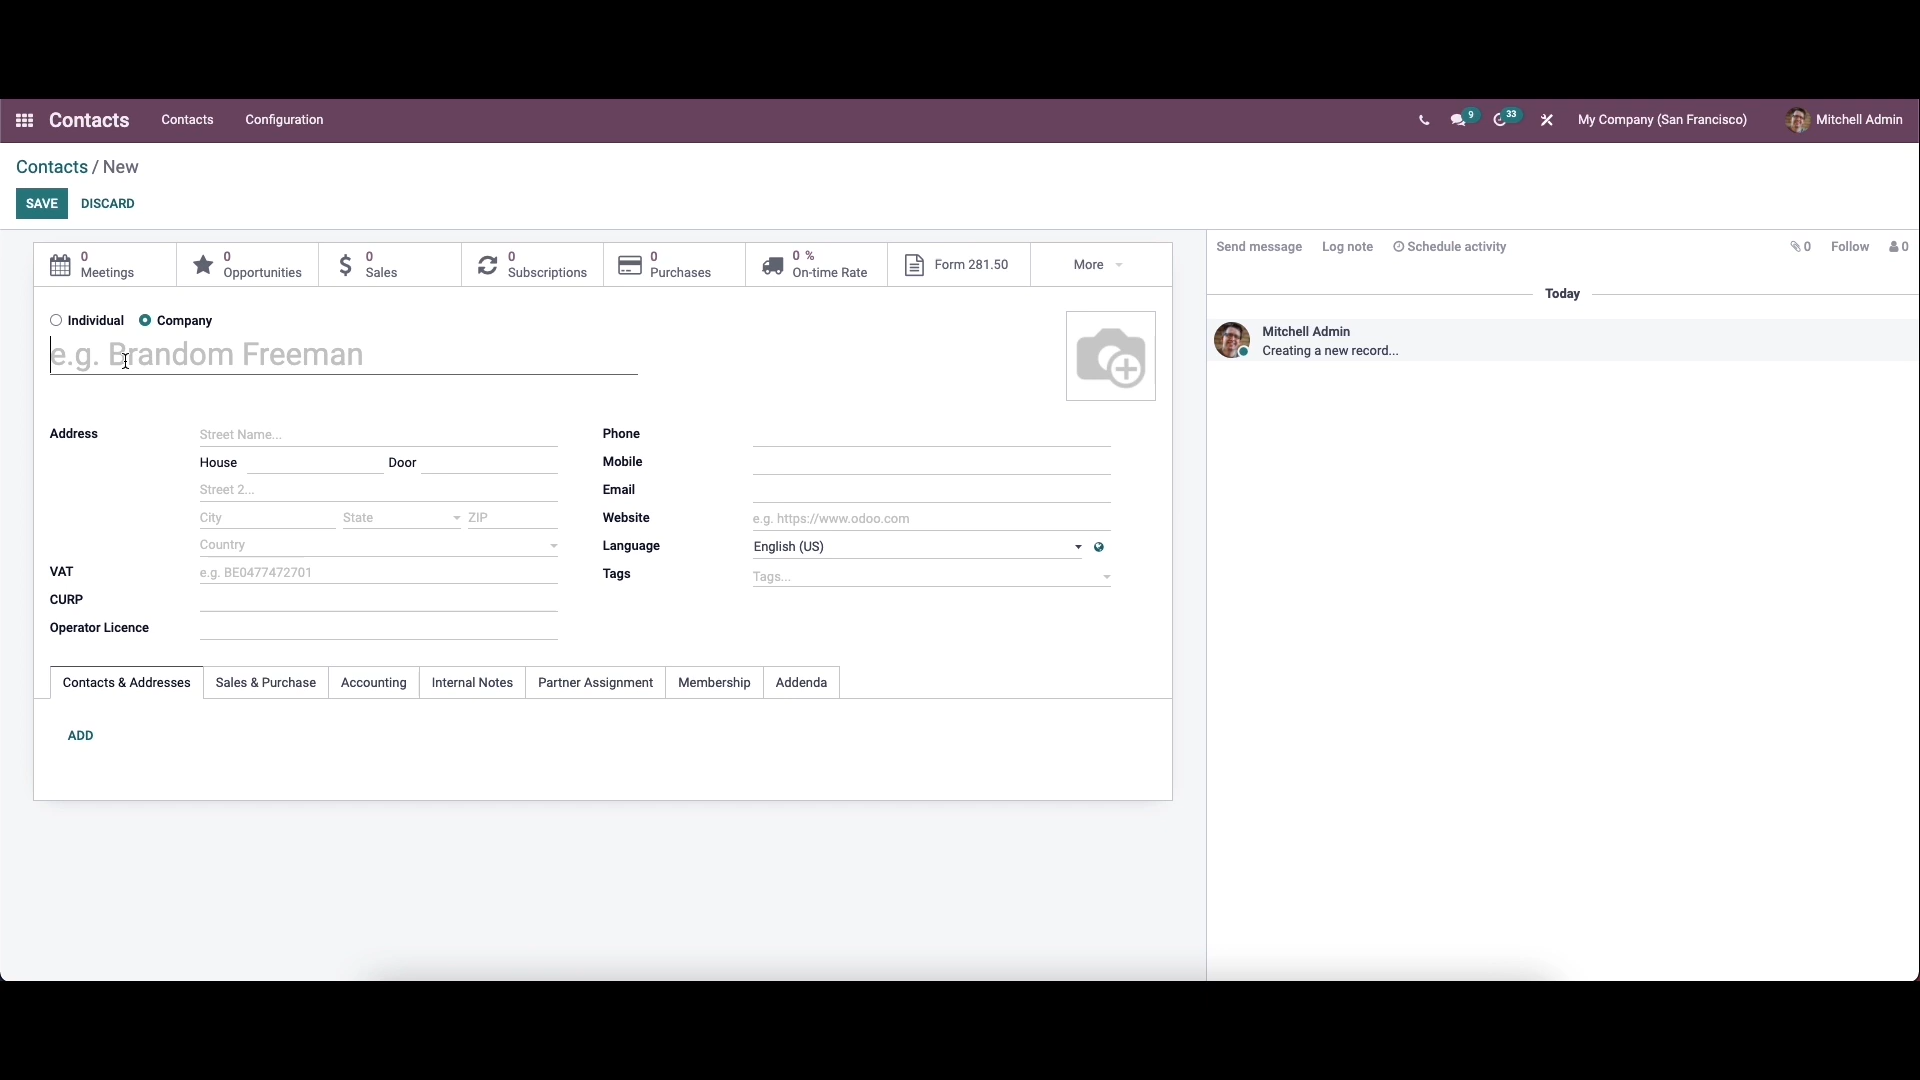 Contacts Contacts Configuration 9 33 My Company (San Francisco) Mitchell Admin
Contacts / New
SAVE DISCARD
0 Meetings
0 Opportunities
0 Sales
0 Subscriptions
0 Purchases
0 % On-time Rate
Form 281.50
More
Send message Log note Schedule activity 0 Follow 0
Today
Mitchell Admin
Creating a new record...
Individual Company
e.g. Brandom Freeman
Address Street Name...
House Door
Street 2...
City State ZIP
Country
VAT e.g. BE0477472701
CURP
Operator Licence
Phone
Mobile
Email
Website e.g. https://www.odoo.com
Language English (US)
Tags Tags...
Contacts & Addresses Sales & Purchase Accounting Internal Notes Partner Assignment Membership Addenda
ADD